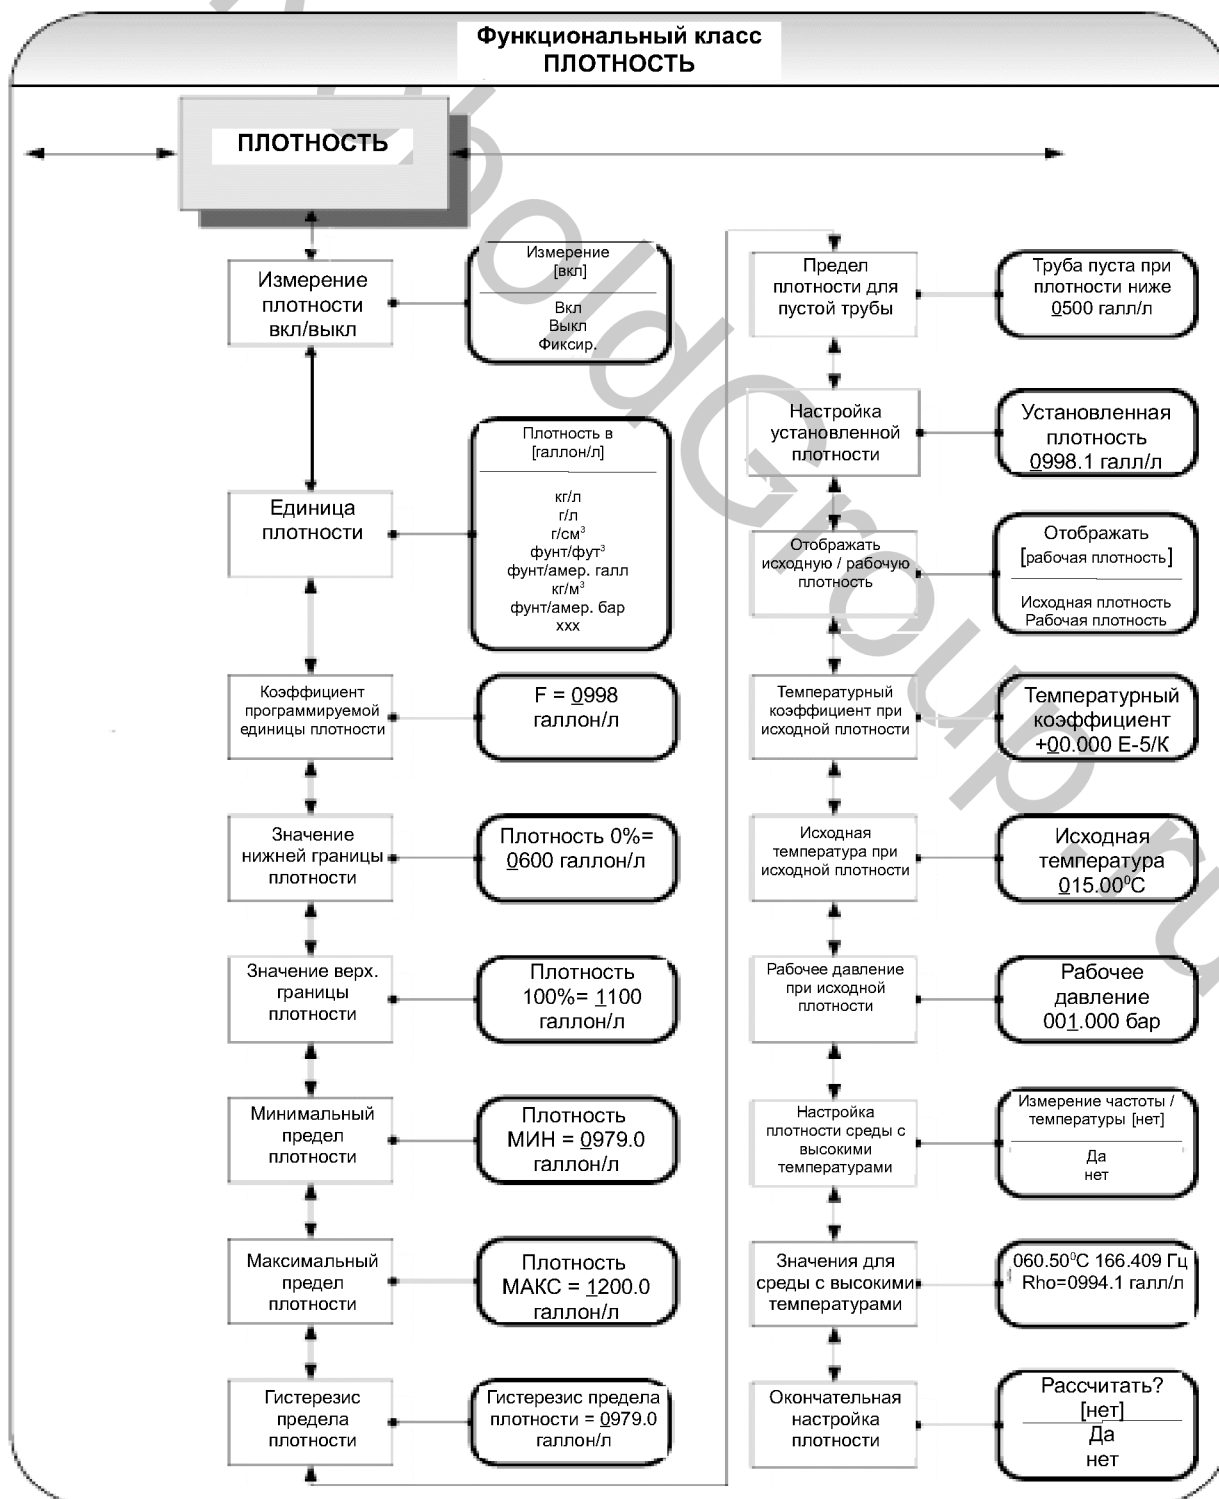 Функциональный класс
ПЛОТНОСТЬ
ПЛОТНОСТЬ
Измерение
плотности
вкл/выкл
Измерение
[вкл]
Вкл
Выкл
Фиксир.
Единица
плотности
Плотность в
[галлон/л]
кг/л
г/л
г/см³
фунт/фут³
фунт/амер. галл
кг/м³
фунт/амер. бар
xxx
Коэффициент
программируемой
единицы плотности
F = 0998
галлон/л
Значение
нижней границы
плотности
Плотность 0%=
0600 галлон/л
Значение верх.
границы
плотности
Плотность
100%= 1100
галлон/л
Минимальный
предел
плотности
Плотность
МИН = 0979.0
галлон/л
Максимальный
предел
плотности
Плотность
МАКС = 1200.0
галлон/л
Гистерезис
предела
плотности
Гистерезис предела
плотности = 0979.0
галлон/л
Предел
плотности для
пустой трубы
Труба пуста при
плотности ниже
0500 галл/л
Настройка
установленной
плотности
Установленная
плотность
0998.1 галл/л
Отображать
исходную / рабочую
плотность
Отображать
[рабочая плотность]
Исходная плотность
Рабочая плотность
Температурный
коэффициент при
исходной плотности
Температурный
коэффициент
+00.000 Е-5/К
Исходная
температура при
исходной плотности
Исходная
температура
015.00⁰С
Рабочее давление
при исходной
плотности
Рабочее
давление
001.000 бар
Настройка
плотности среды с
высокими
температурами
Измерение частоты /
температуры [нет]
Да
нет
Значения для
среды с высокими
температурами
060.50⁰С 166.409 Гц
Rho=0994.1 галл/л
Окончательная
настройка
плотности
Рассчитать?
[нет]
Да
нет